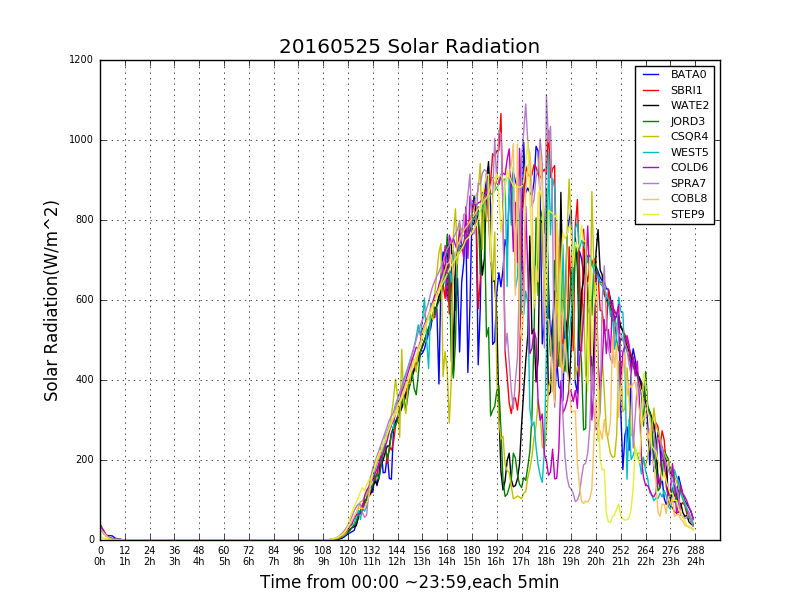 20160525 Solar Radiation
1200
1000
800
600
400
200
0
Solar Radiation(W/m^2)
BATA0
SBRI1
WATE2
JORD3
CSQR4
WEST5
COLD6
SPRA7
COBL8
STEP9
0 12 24 36 48 60 72 84 96 108 120 132 144 156 168 180 192 204 216 228 240 252 264 276 288
0h 1h 2h 3h 4h 5h 6h 7h 8h 9h 10h 11h 12h 13h 14h 15h 16h 17h 18h 19h 20h 21h 22h 23h 24h
Time from 00:00 ~23:59,each 5min